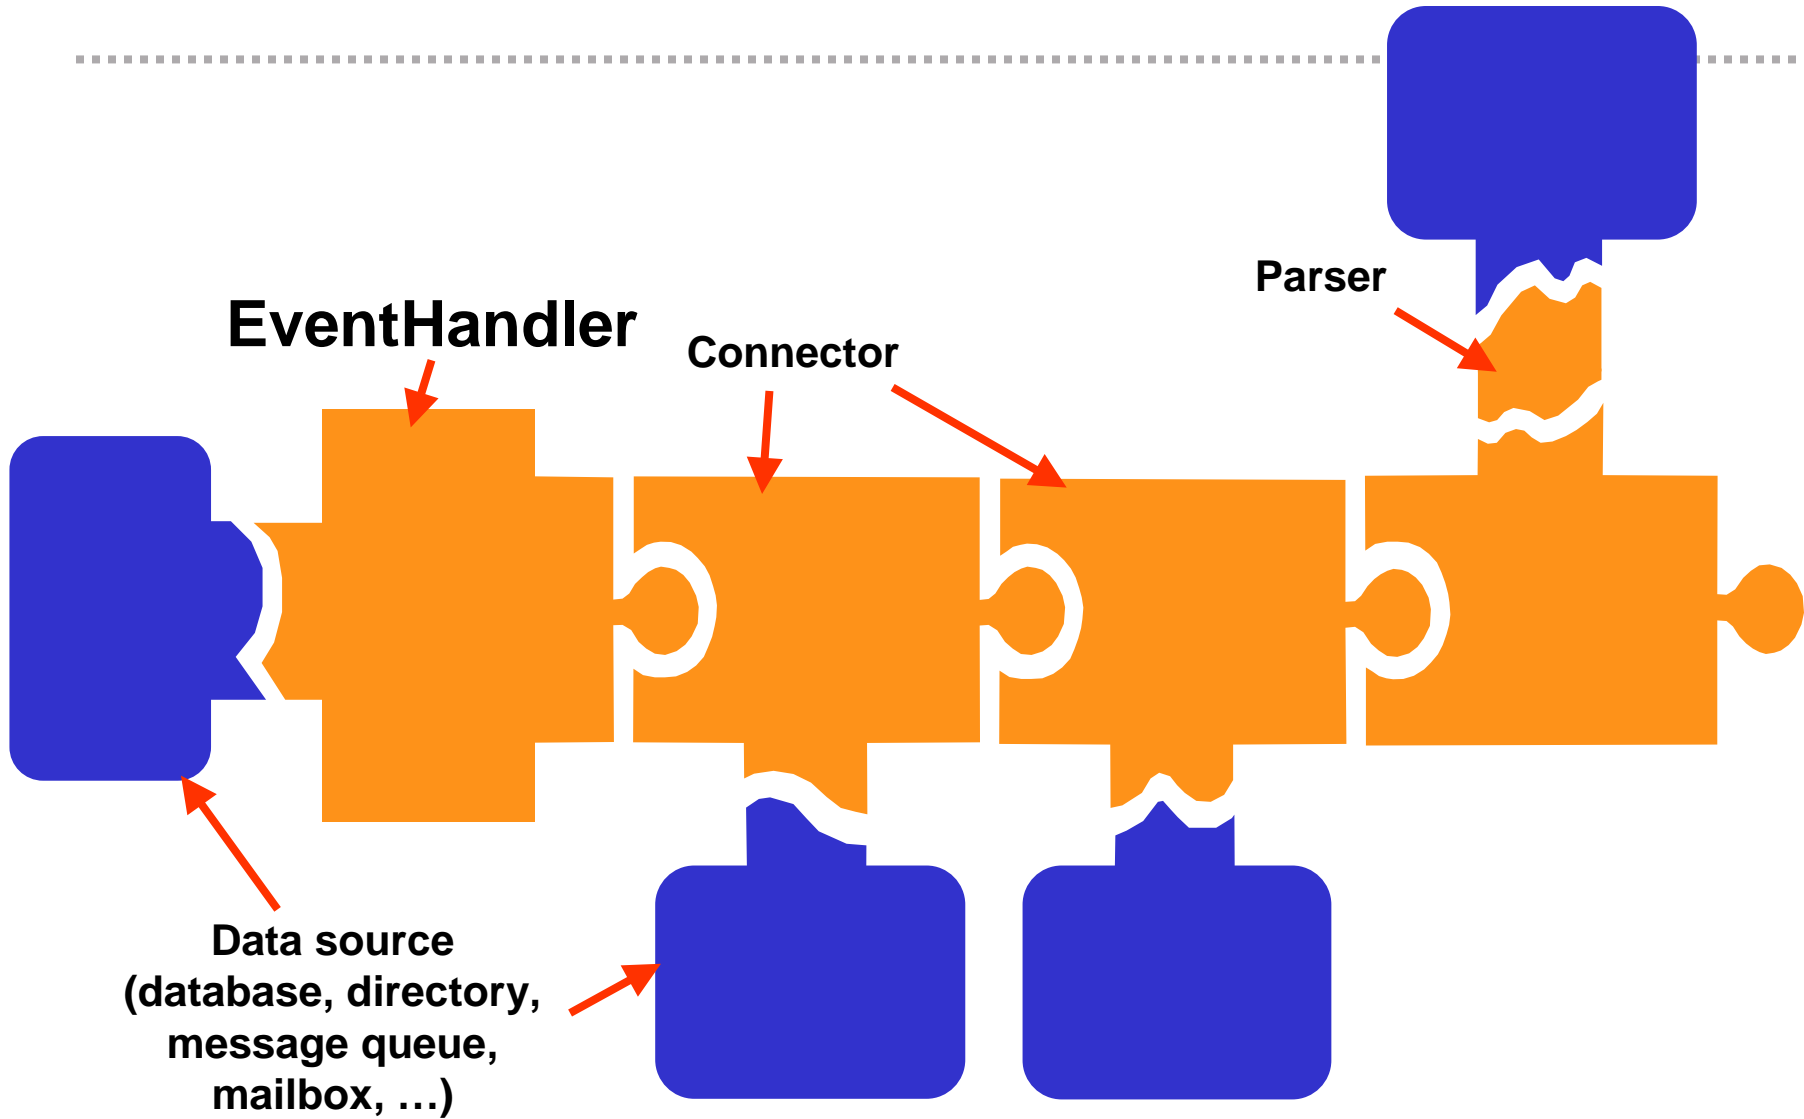 Parser
EventHandler
Connector
Data source
(database, directory,
message queue,
mailbox, …)